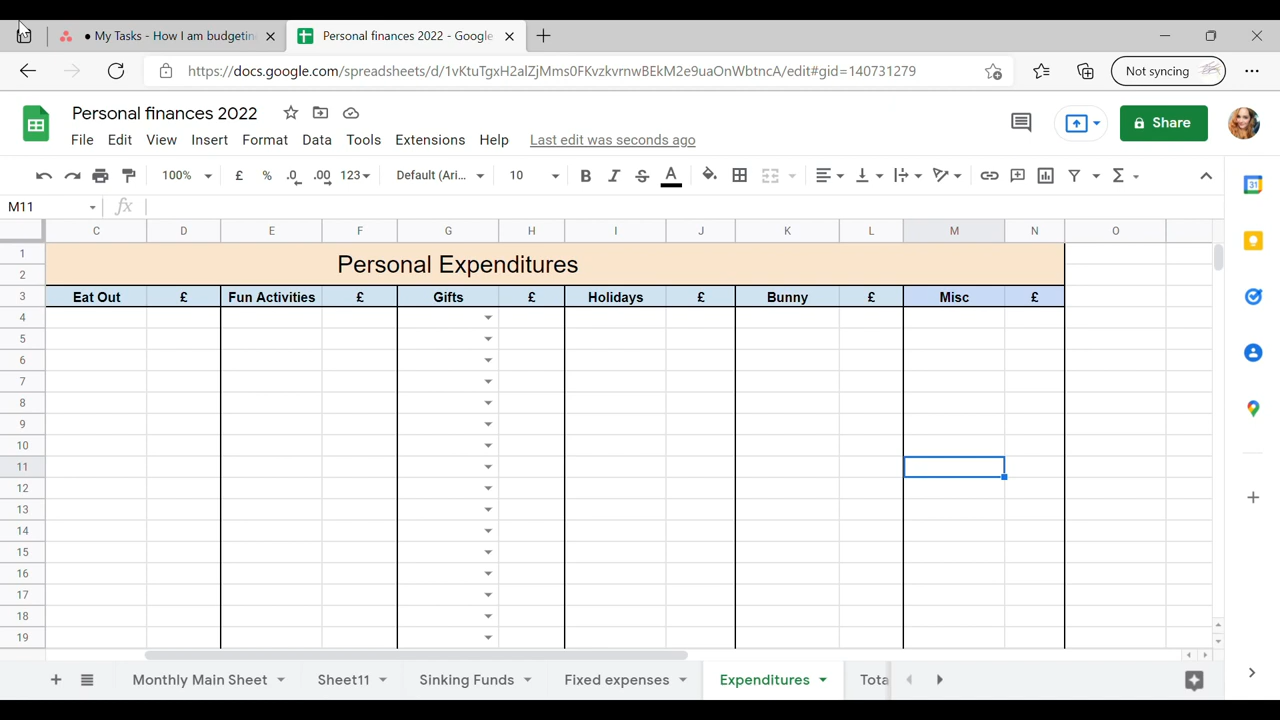 • My Tasks - How I am budgetin
Personal finances 2022 - Google
https://docs.google.com/spreadsheets/d/1vKtuTgxH2alZjMms0FKvzkvrnwBEkM2e9uaOnWbtncA/edit#gid=140731279
Not syncing
Personal finances 2022
File Edit View Insert Format Data Tools Extensions Help Last edit was seconds ago
Share
100% £ % .0 .00 123 Default (Ari... 10 B I S A Σ
31
M11 fx
C D E F G H I J K L M N O
1 Personal Expenditures
2
3 Eat Out £ Fun Activities £ Gifts £ Holidays £ Bunny £ Misc £
4
5
6
7
8
9
10
11
12
13
14
15
16
17
18
19
Monthly Main Sheet Sheet11 Sinking Funds Fixed expenses Expenditures Tota